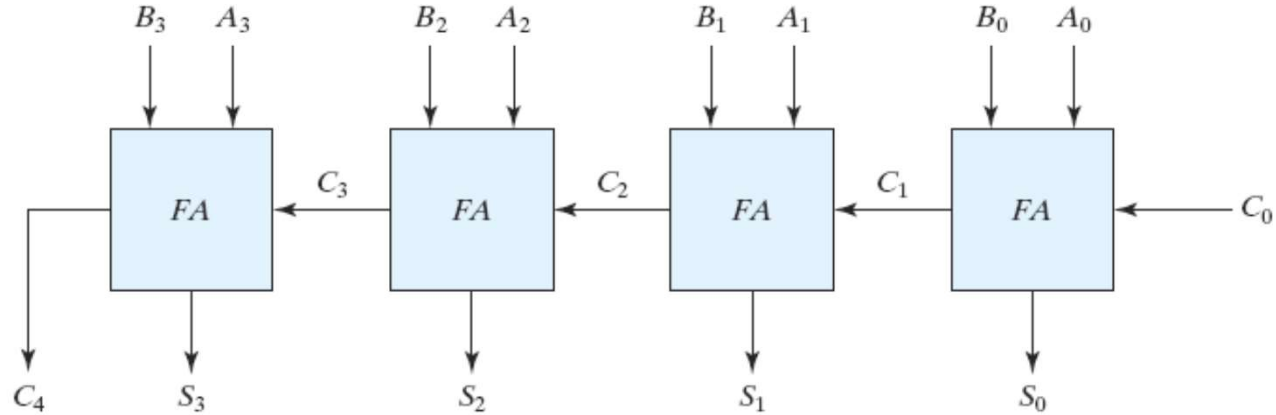 B₃ A₃ B₂ A₂ B₁ A₁ B₀ A₀
C₃ C₂ C₁
FA FA FA FA C₀
C₄ S₃ S₂ S₁ S₀